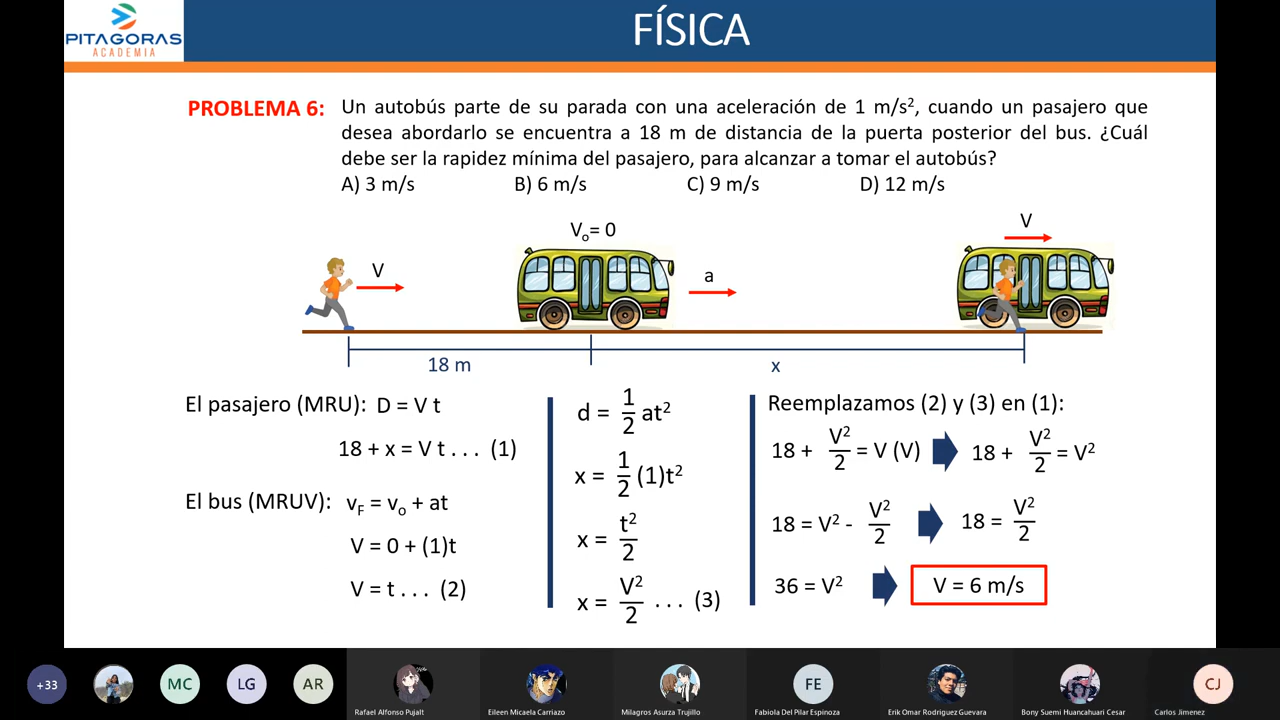 PITAGORAS
ACADEMIA
FÍSICA
PROBLEMA 6:
Un autobús parte de su parada con una aceleración de 1 m/s², cuando un pasajero que
desea abordarlo se encuentra a 18 m de distancia de la puerta posterior del bus. ¿Cuál
debe ser la rapidez mínima del pasajero, para alcanzar a tomar el autobús?
A) 3 m/s B) 6 m/s C) 9 m/s D) 12 m/s
V
Vo= 0
a
V
18 m
x
El pasajero (MRU): D = V t
18 + x = V t . . . (1)
El bus (MRUV): vF = vo + at
V = 0 + (1)t
V = t . . . (2)
d = 1/2 at²
x = 1/2 (1)t²
x = t²/2
x = V²/2 . . . (3)
Reemplazamos (2) y (3) en (1):
18 + V²/2 = V (V) 18 + V²/2 = V²
18 = V² - V²/2 18 = V²/2
36 = V² V = 6 m/s
+33 MC LG AR FE CJ
Rafael Alfonso Pujalt Eileen Micaela Carriazo Milagros Asurza Trujillo Fabiola Del Pilar Espinoza Erik Omar Rodriguez Guevara Bony Suemi Huancahuari Cesar Carlos Jimenez